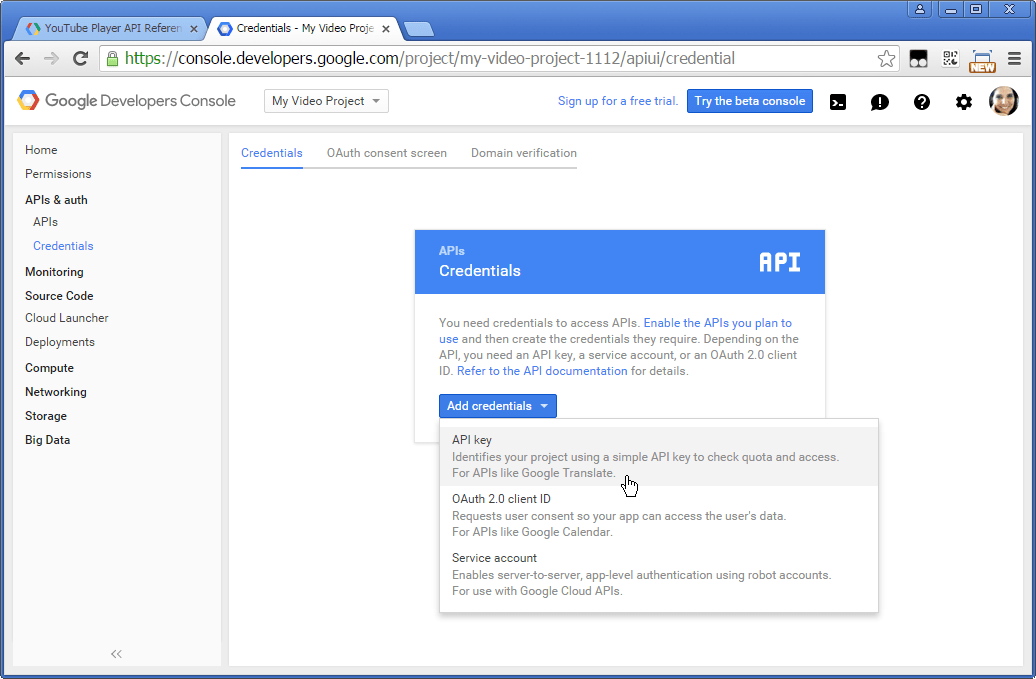 YouTube Player API Referen
Credentials - My Video Proje
https://console.developers.google.com/project/my-video-project-1112/apiui/credential
NEW
Google Developers Console
My Video Project
Sign up for a free trial.
Try the beta console
Home
Permissions
APIs & auth
APIs
Credentials
Monitoring
Source Code
Cloud Launcher
Deployments
Compute
Networking
Storage
Big Data
Credentials
OAuth consent screen
Domain verification
APIs
Credentials
API
You need credentials to access APIs. Enable the APIs you plan to
use and then create the credentials they require. Depending on the
API, you need an API key, a service account, or an OAuth 2.0 client
ID. Refer to the API documentation for details.
Add credentials
API key
Identifies your project using a simple API key to check quota and access.
For APIs like Google Translate.
OAuth 2.0 client ID
Requests user consent so your app can access the user's data.
For APIs like Google Calendar.
Service account
Enables server-to-server, app-level authentication using robot accounts.
For use with Google Cloud APIs.